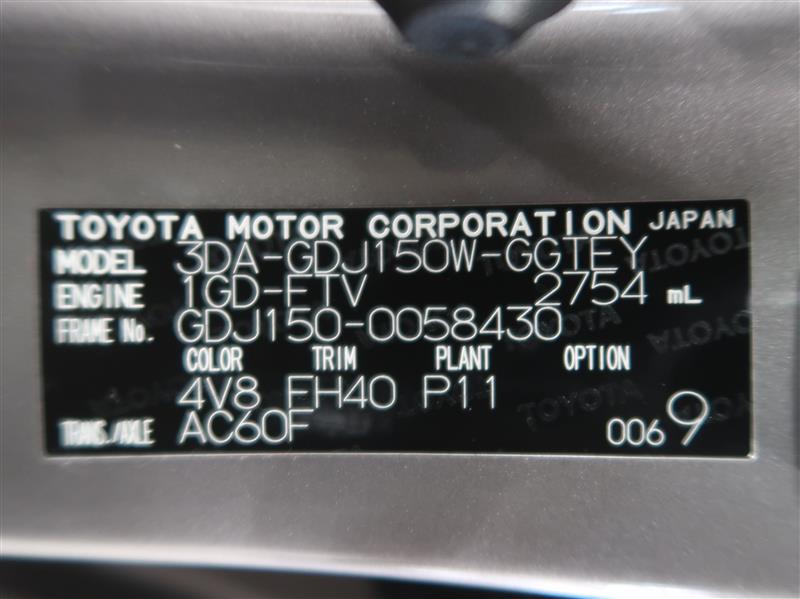 TOYOTA MOTOR CORPORATION JAPAN
MODEL 3DA-GDJ150W-GGTEY
ENGINE 1GD-FTV 2754 mL
FRAME No. GDJ150-0058430
COLOR TRIM PLANT OPTION
4V8 FH40 P11
TRANS./AXLE AC60F 0069